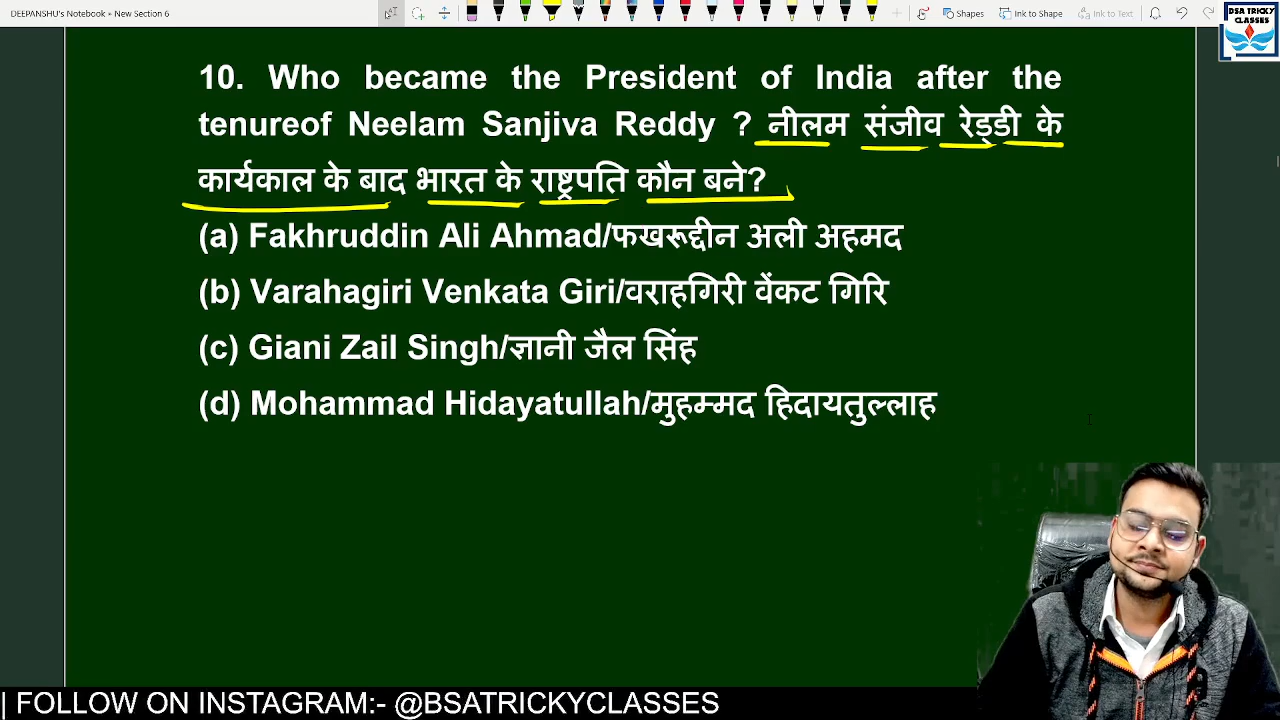 DEEPANSHU's Notebook » New Section 6
Shapes
Ink to Shape
Ink to Text
BSA TRICKY
CLASSES
10. Who became the President of India after the
tenureof Neelam Sanjiva Reddy ? नीलम संजीव रेड्डी के
कार्यकाल के बाद भारत के राष्ट्रपति कौन बने?
(a) Fakhruddin Ali Ahmad/फखरूद्दीन अली अहमद
(b) Varahagiri Venkata Giri/वराहगिरी वेंकट गिरि
(c) Giani Zail Singh/ज्ञानी जैल सिंह
(d) Mohammad Hidayatullah/मुहम्मद हिदायतुल्लाह
| FOLLOW ON INSTAGRAM:- @BSATRICKYCLASSES